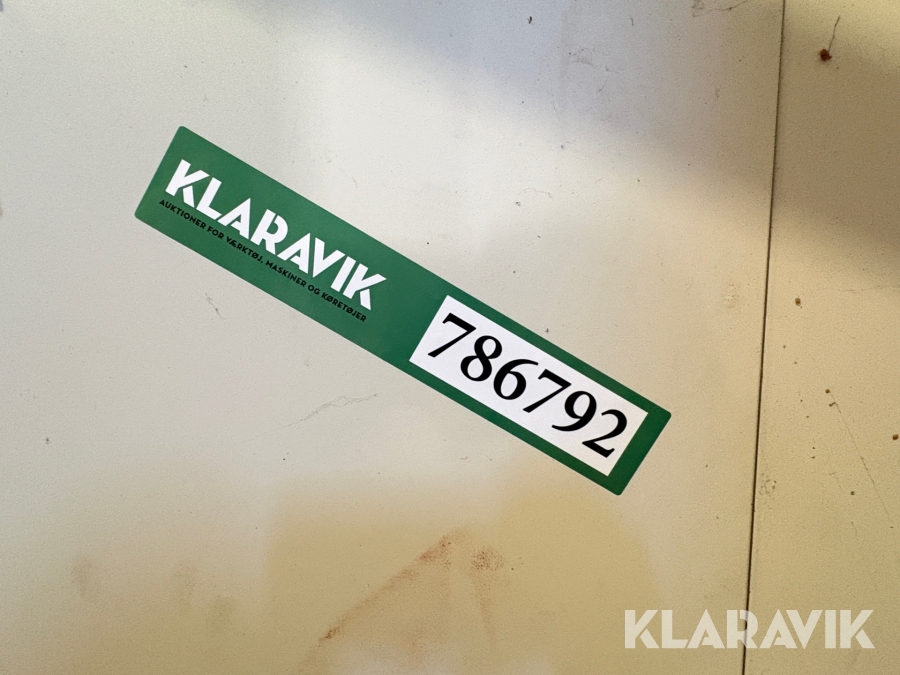 KLARAVIK
AUKTIONER FOR VÆRKTØJ, MASKINER OG KØRETØJER
786792
KLARAVIK